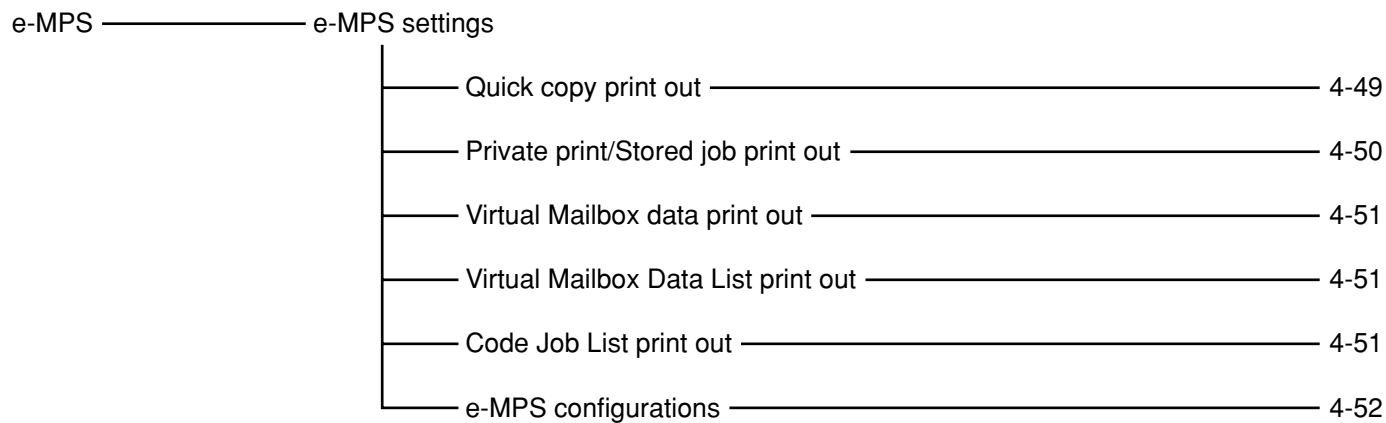 e-MPS e-MPS settings
Quick copy print out 4-49
Private print/Stored job print out 4-50
Virtual Mailbox data print out 4-51
Virtual Mailbox Data List print out 4-51
Code Job List print out 4-51
e-MPS configurations 4-52